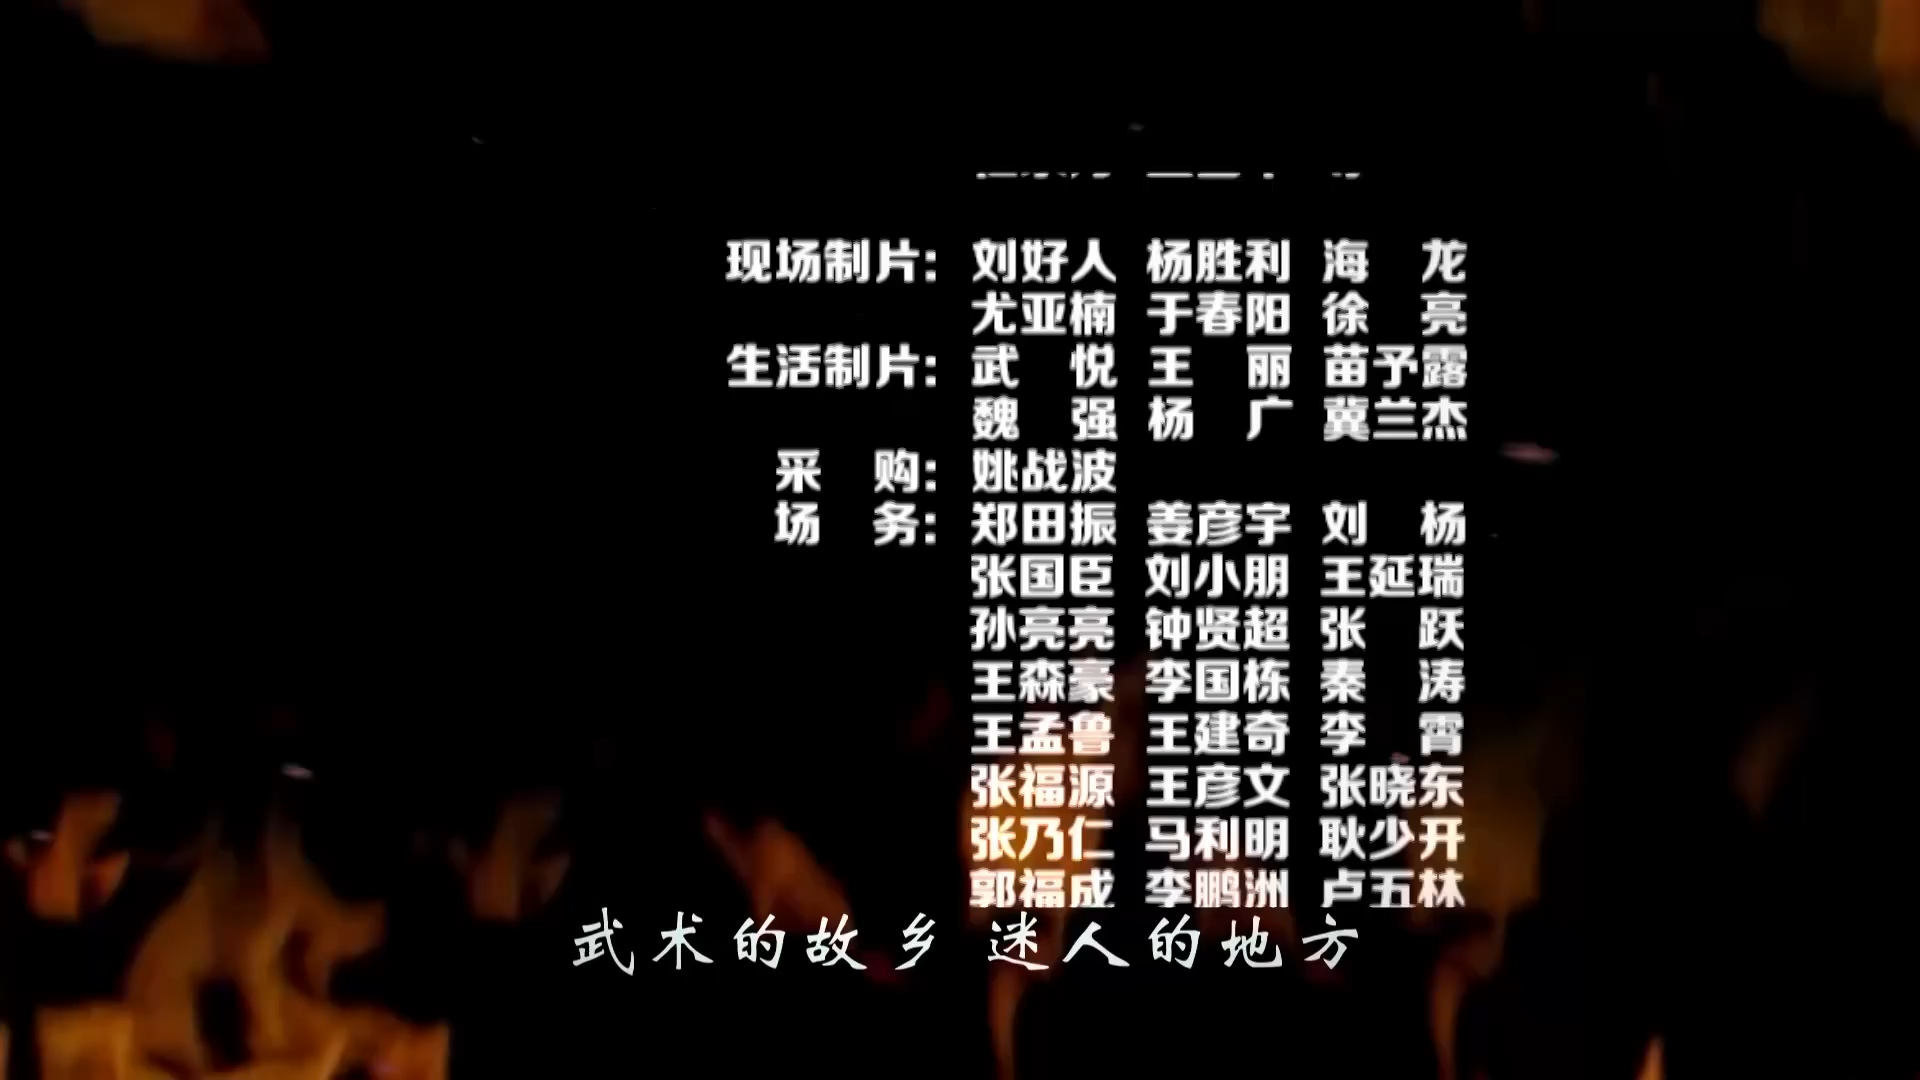 现场制片: 刘好人 杨胜利 海 龙
尤亚楠 于春阳 徐 亮
生活制片: 武 悦 王 丽 苗予露
魏 强 杨 广 冀兰杰
采 购: 姚战波
场 务: 郑田振 姜彦宇 刘 杨
张国臣 刘小朋 王延瑞
孙亮亮 钟贤超 张 跃
王森豪 李国栋 秦 涛
王孟鲁 王建奇 李 霄
张福源 王彦文 张晓东
张乃仁 马利明 耿少开
郭福成 李鹏洲 卢五林
武术的故乡 迷人的地方